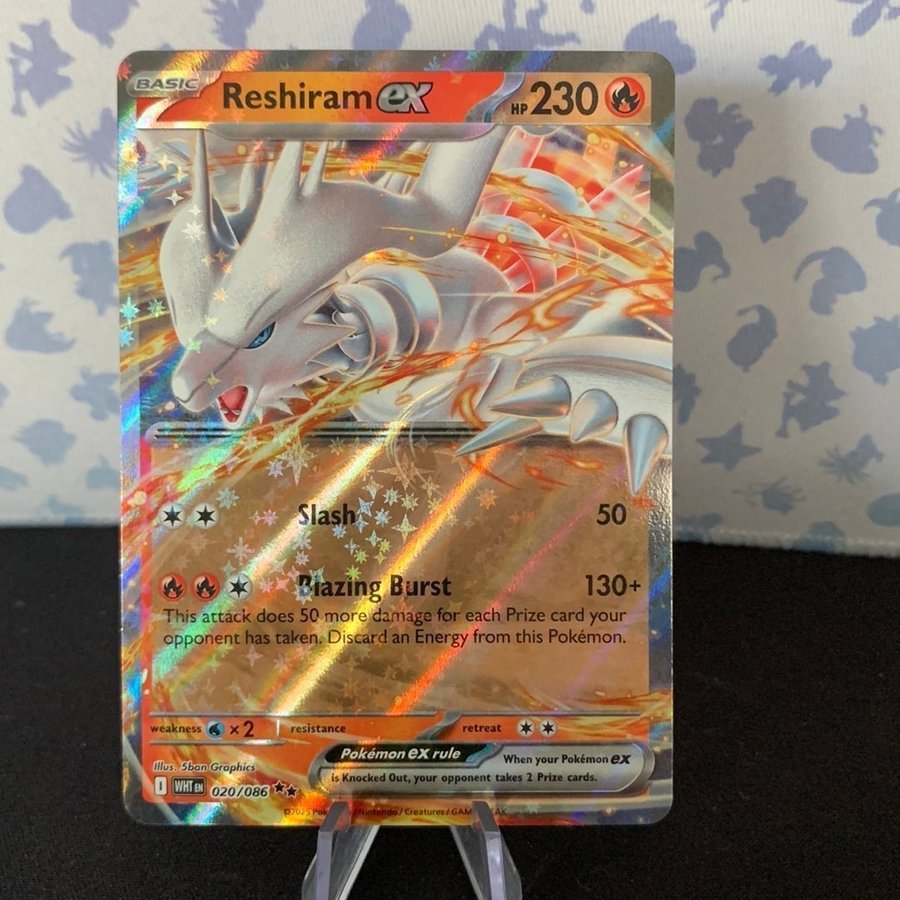 BASIC Reshiram ex HP 230
Slash 50
Blazing Burst 130+
This attack does 50 more damage for each Prize card your
opponent has taken. Discard an Energy from this Pokémon.
weakness ×2 resistance retreat
Pokémon ex rule When your Pokémon ex
is Knocked Out, your opponent takes 2 Prize cards.
Illus. 5ban Graphics
I WHT EN 020/086
©2025 Nintendo / Creatures /